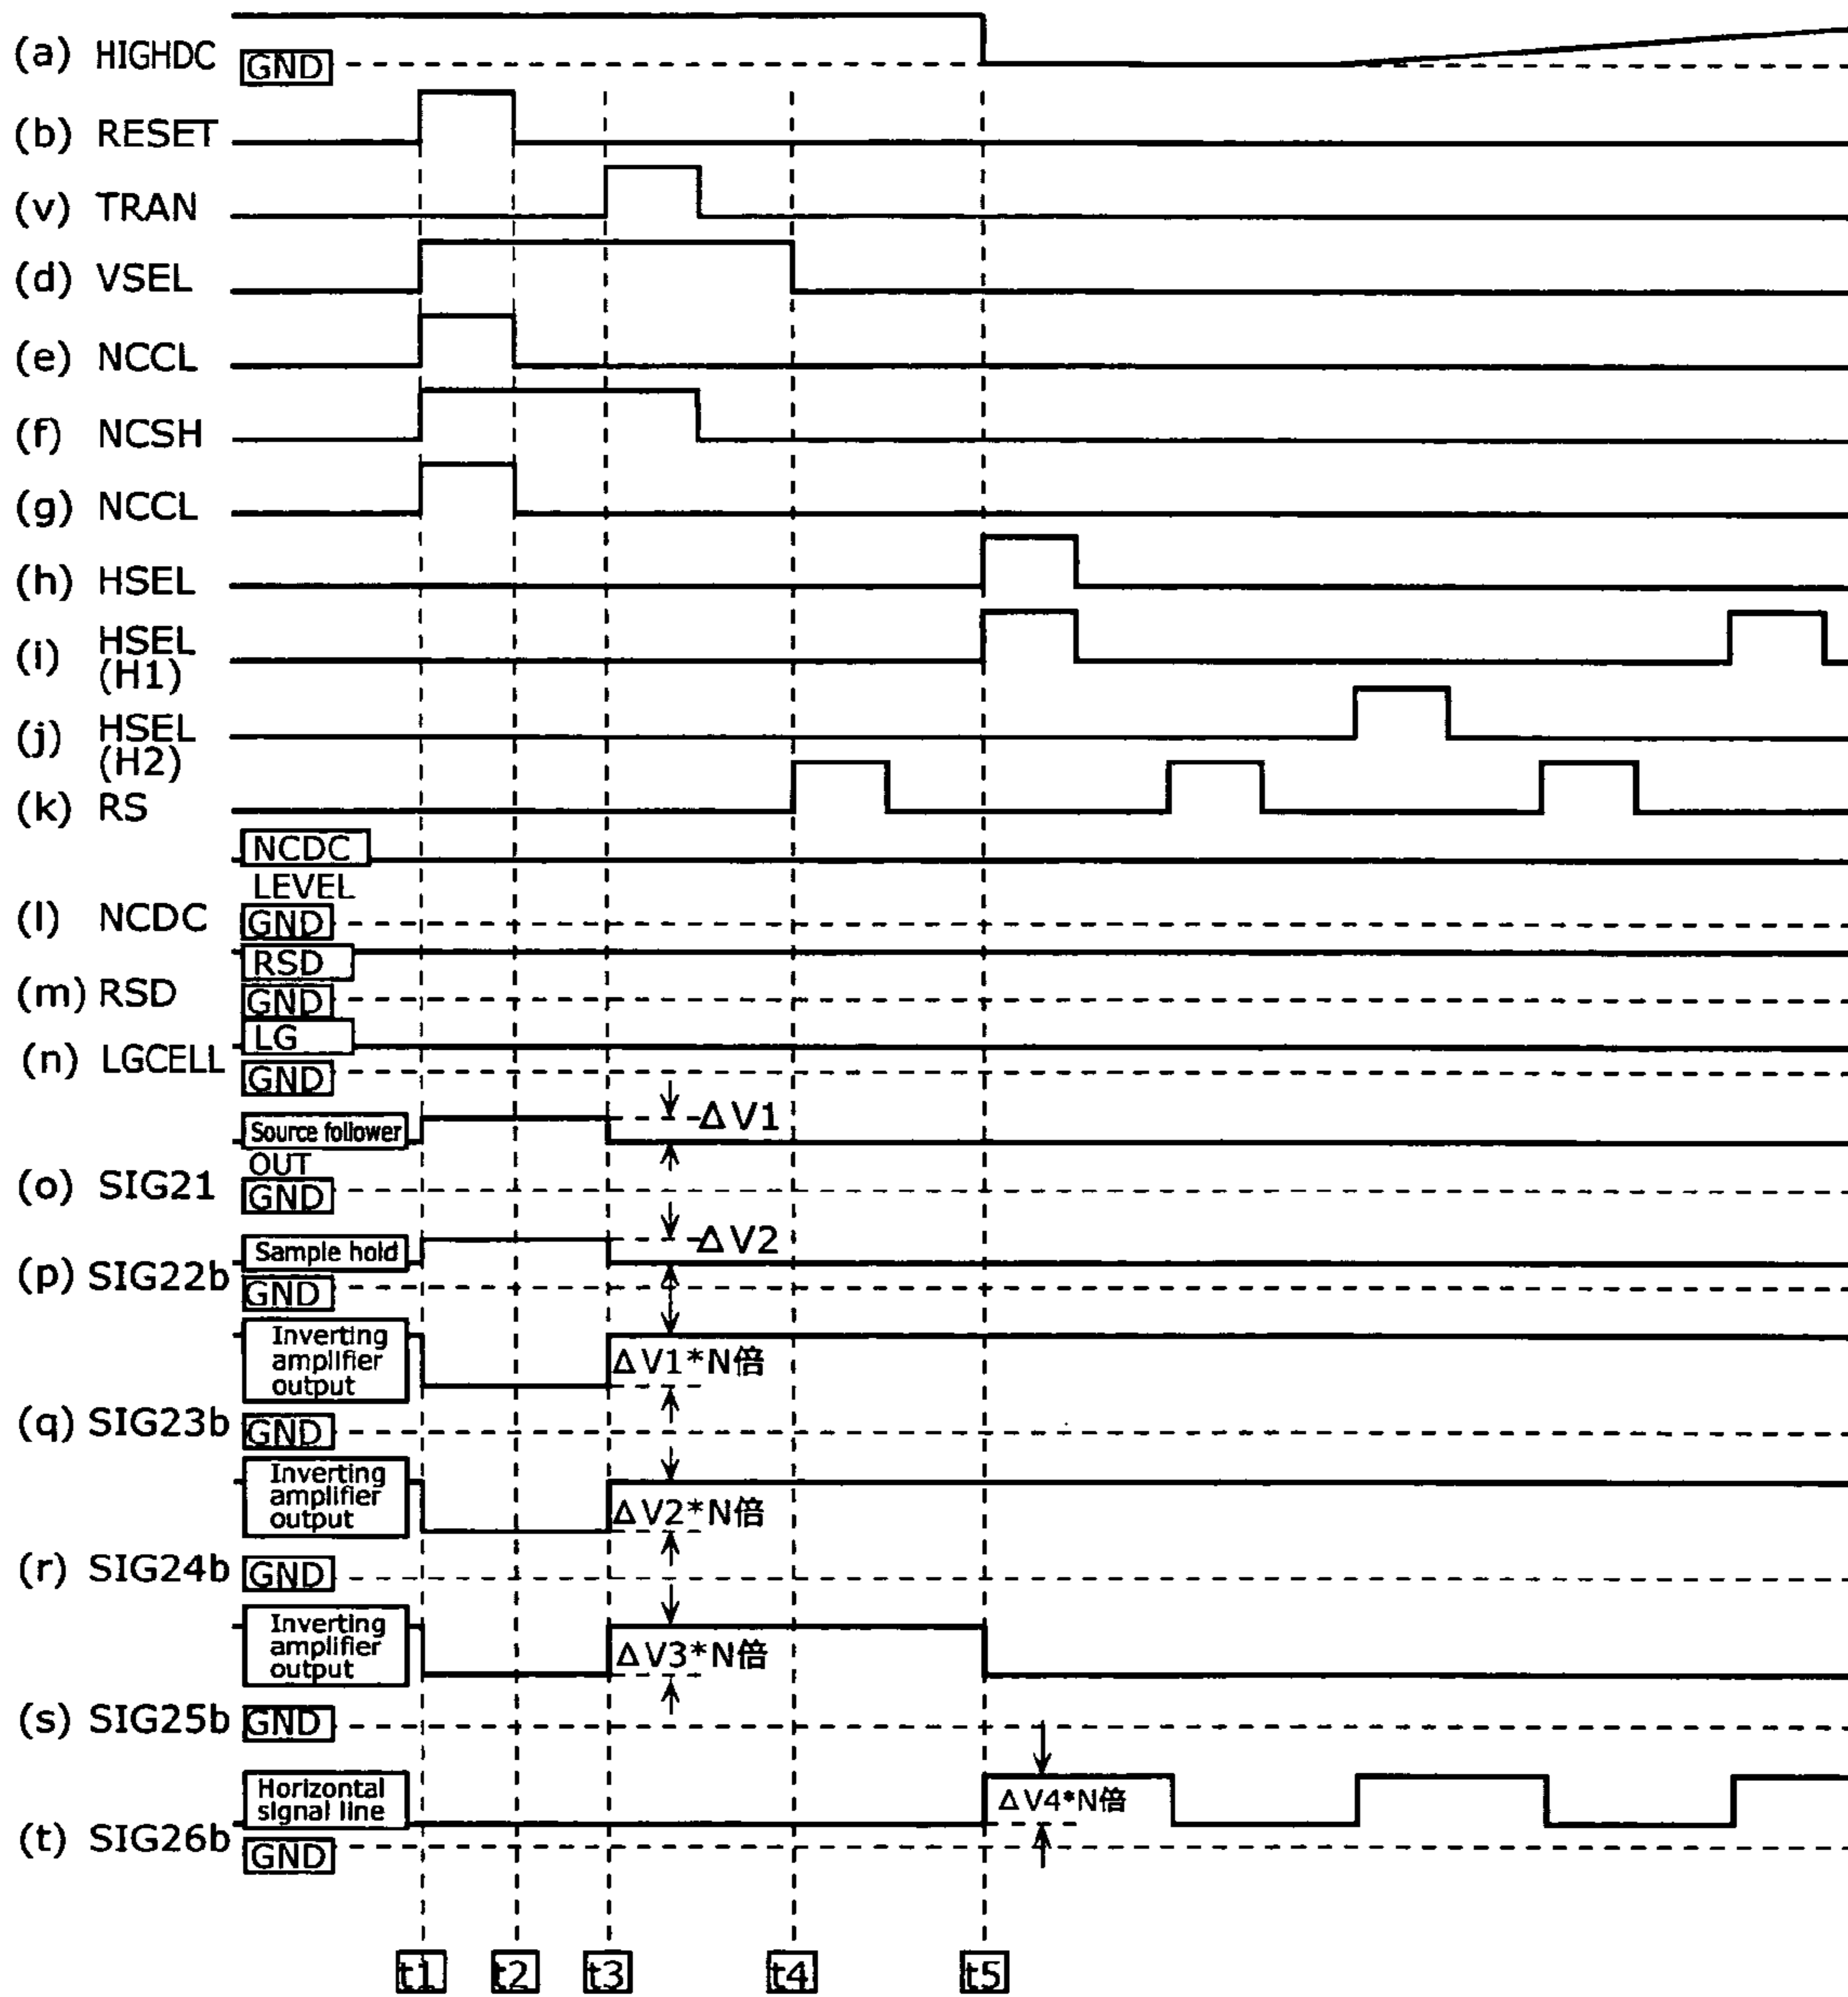 (a) HIGHDC
GND
(b) RESET
(v) TRAN
(d) VSEL
(e) NCCL
(f) NCSH
(g) NCCL
(h) HSEL
(i) HSEL
(H1)
(j) HSEL
(H2)
(k) RS
NCDC
LEVEL
(l) NCDC
GND
RSD
(m) RSD
GND
LG
(n) LGCELL
GND
ΔV1
Source follower
OUT
(o) SIG21
GND
ΔV2
Sample hold
(p) SIG22b
GND
Inverting
amplifier
output
ΔV1*N倍
(q) SIG23b
GND
Inverting
amplifier
output
ΔV2*N倍
(r) SIG24b
GND
Inverting
amplifier
output
ΔV3*N倍
(s) SIG25b
GND
Horizontal
signal line
ΔV4*N倍
(t) SIG26b
GND
t1 t2 t3 t4 t5